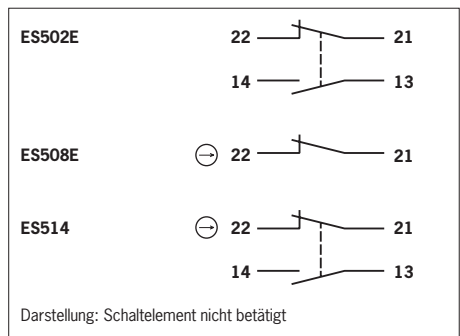 ES502E 22 21
14 13
ES508E 22 21
ES514 22 21
14 13
Darstellung: Schaltelement nicht betätigt